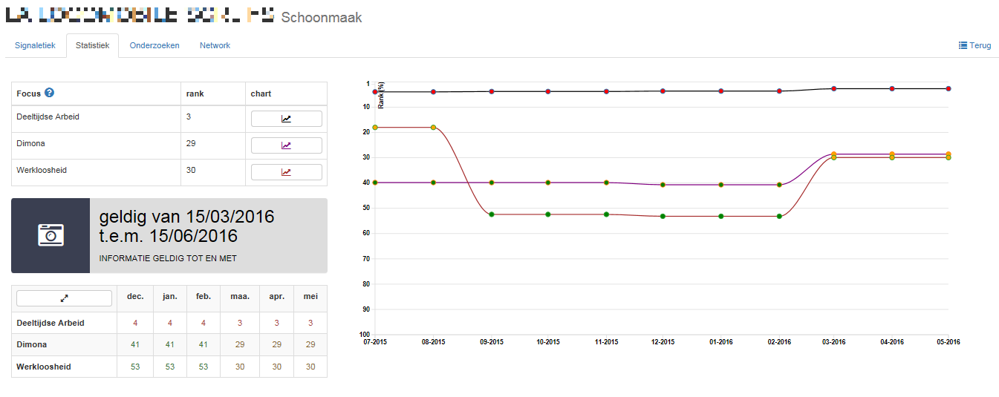 Schoonmaak
Signaletiek Statistiek Onderzoeken Network Terug
Focus ? rank chart
Deeltijdse Arbeid 3
Dimona 29
Werkloosheid 30
geldig van 15/03/2016
t.e.m. 15/06/2016
INFORMATIE GELDIG TOT EN MET
dec. jan. feb. maa. apr. mei
Deeltijdse Arbeid 4 4 4 3 3 3
Dimona 41 41 41 29 29 29
Werkloosheid 53 53 53 30 30 30
Rank (%)
1
10
20
30
40
50
60
70
80
90
100
07-2015 08-2015 09-2015 10-2015 11-2015 12-2015 01-2016 02-2016 03-2016 04-2016 05-2016